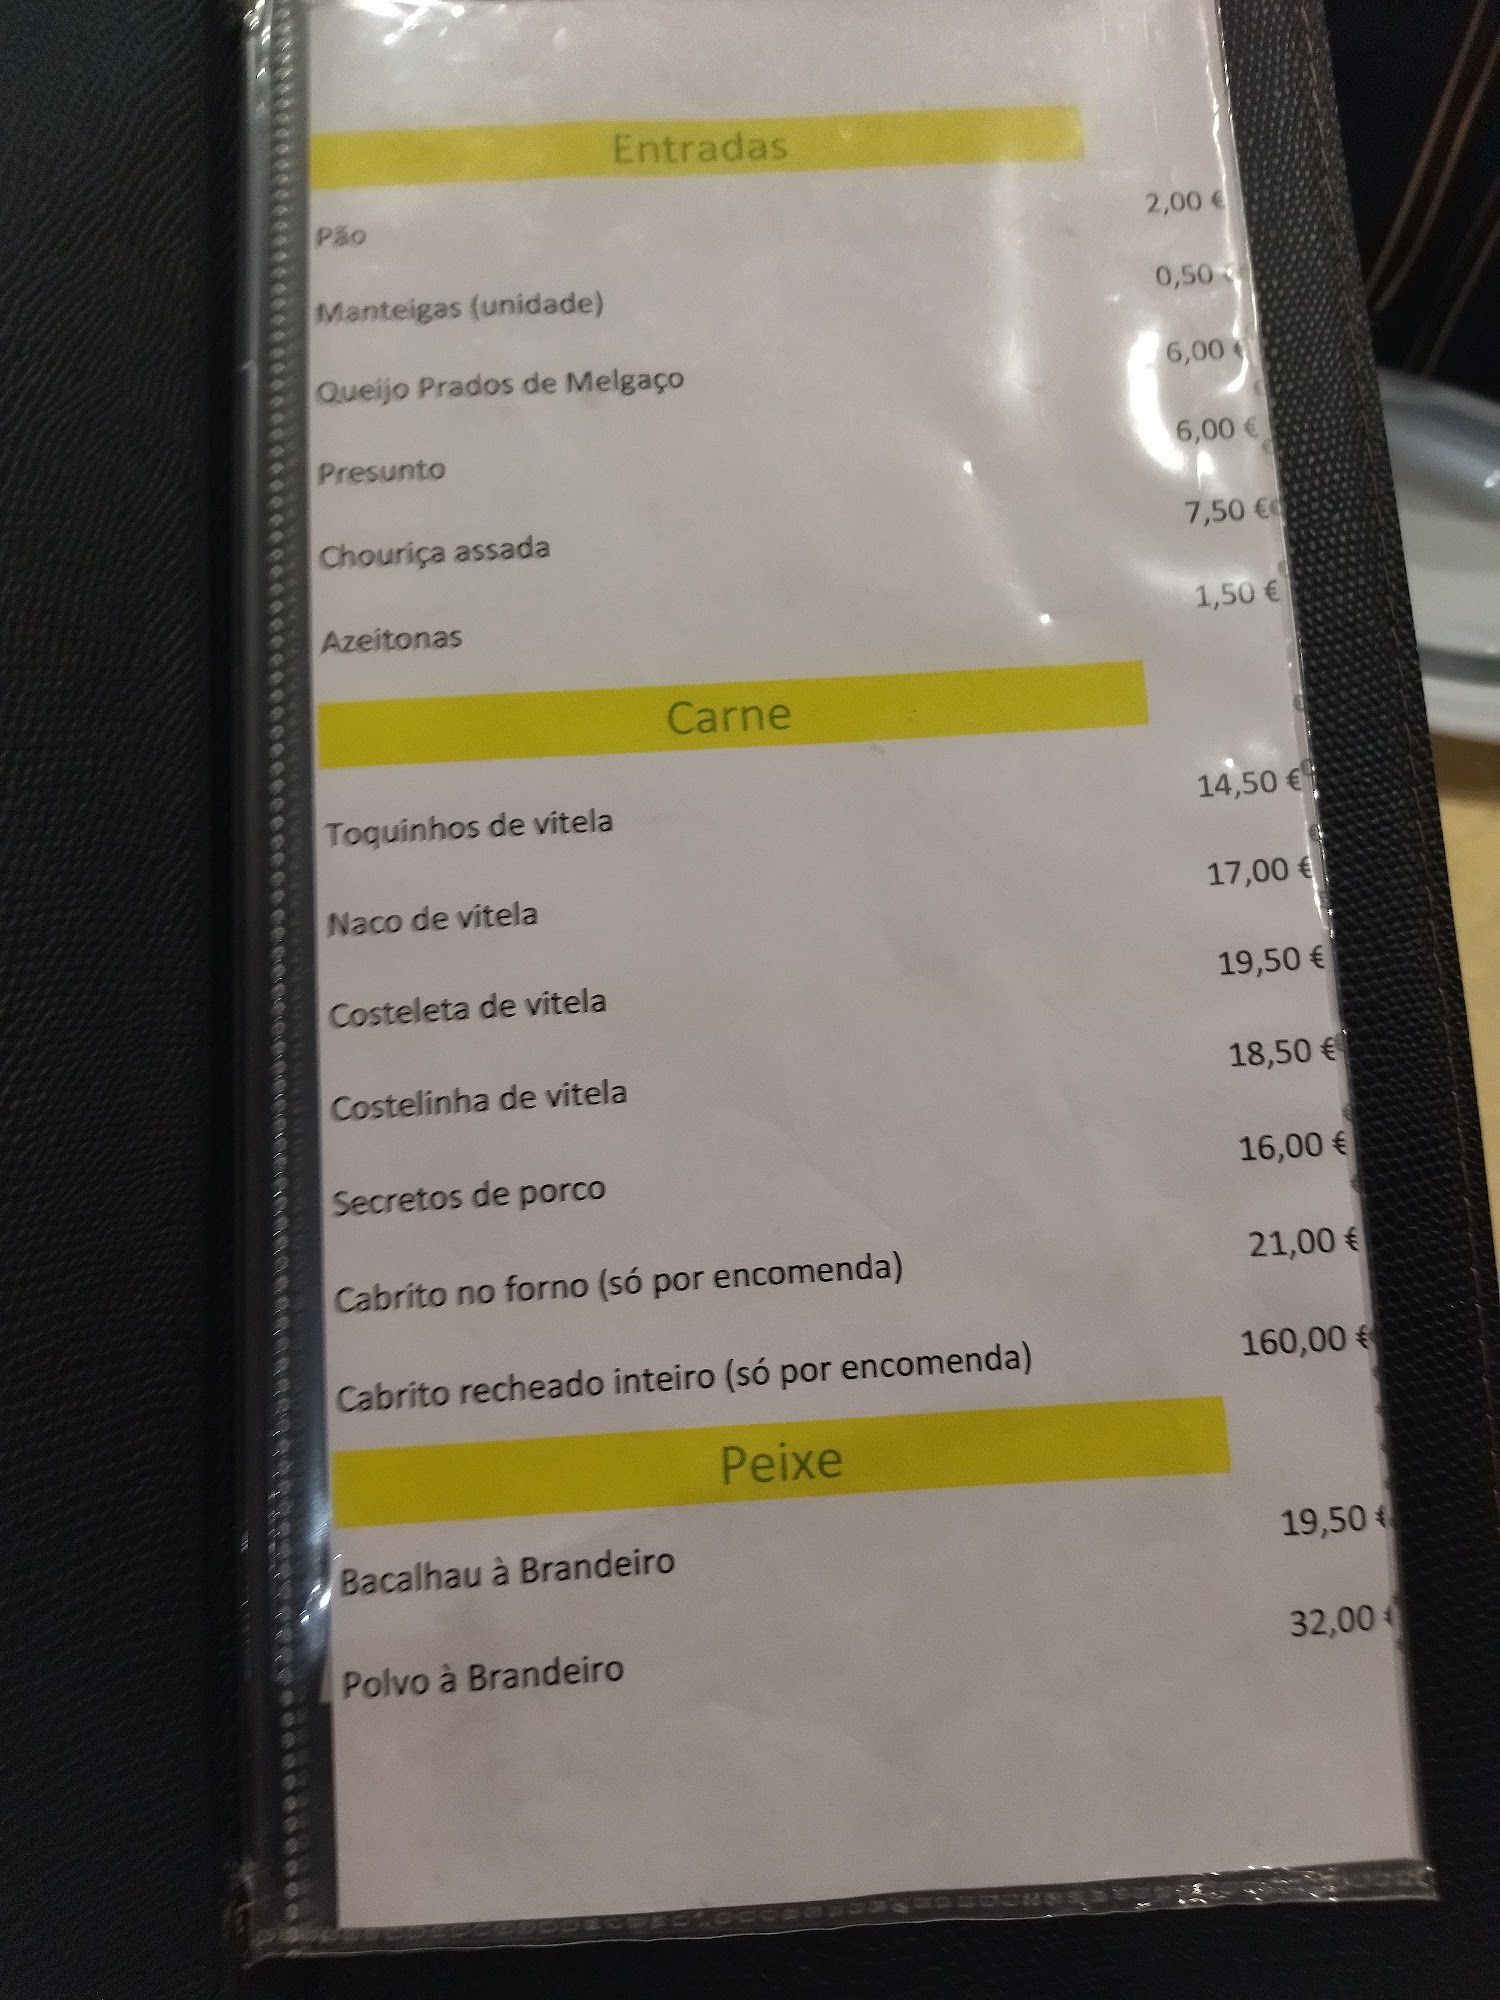 Entradas
Pão 2,00 €
Manteigas (unidade) 0,50 €
Queijo Prados de Melgaço 6,00 €
Presunto 6,00 €
Chouriça assada 7,50 €
Azeitonas 1,50 €
Carne
Toquinhos de vitela 14,50 €
Naco de vitela 17,00 €
Costeleta de vitela 19,50 €
Costelinha de vitela 18,50 €
Secretos de porco 16,00 €
Cabrito no forno (só por encomenda) 21,00 €
Cabrito recheado inteiro (só por encomenda) 160,00 €
Peixe
Bacalhau à Brandeiro 19,50 €
Polvo à Brandeiro 32,00 €